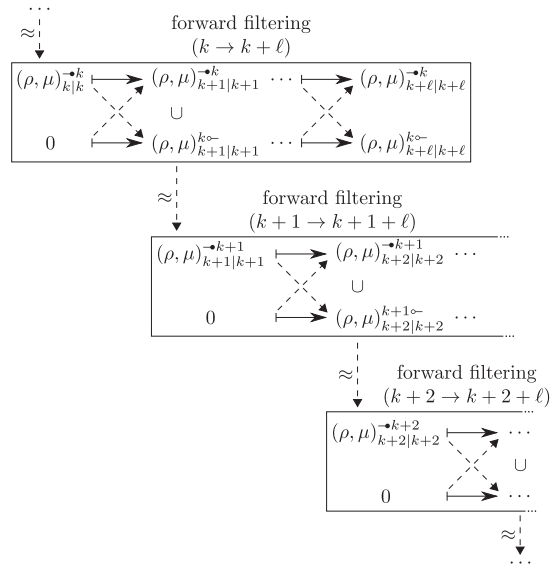 ⋯
≈
forward filtering
(k → k + ℓ)
(ρ, μ)^{⊸•k}_{k|k} (ρ, μ)^{-•k}_{k+1|k+1} ⋯ (ρ, μ)^{-•k}_{k+ℓ|k+ℓ}
∪
0 (ρ, μ)^{k∘-}_{k+1|k+1} ⋯ (ρ, μ)^{k∘-}_{k+ℓ|k+ℓ}
≈
forward filtering
(k + 1 → k + 1 + ℓ)
(ρ, μ)^{-•k+1}_{k+1|k+1} (ρ, μ)^{-•k+1}_{k+2|k+2} ⋯
∪
0 (ρ, μ)^{k+1∘-}_{k+2|k+2} ⋯
≈
forward filtering
(k + 2 → k + 2 + ℓ)
(ρ, μ)^{-•k+2}_{k+2|k+2} ⋯
∪
0 ⋯
≈
⋯